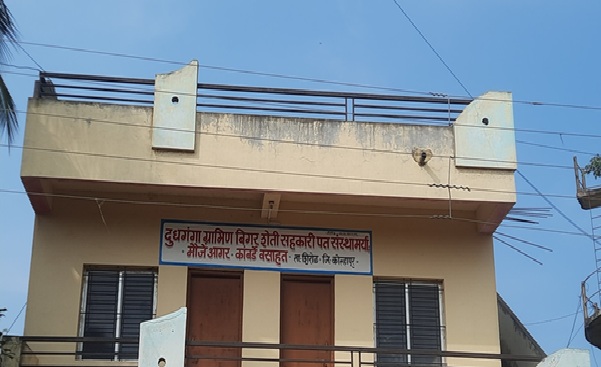 दुधगंगा ग्रामिण बिगर शेती सहकारी पत संस्थामर्या;
मौजे आगर - कांबर्डे वसाहत - ता. शिरोळ - जि. कोल्हापूर